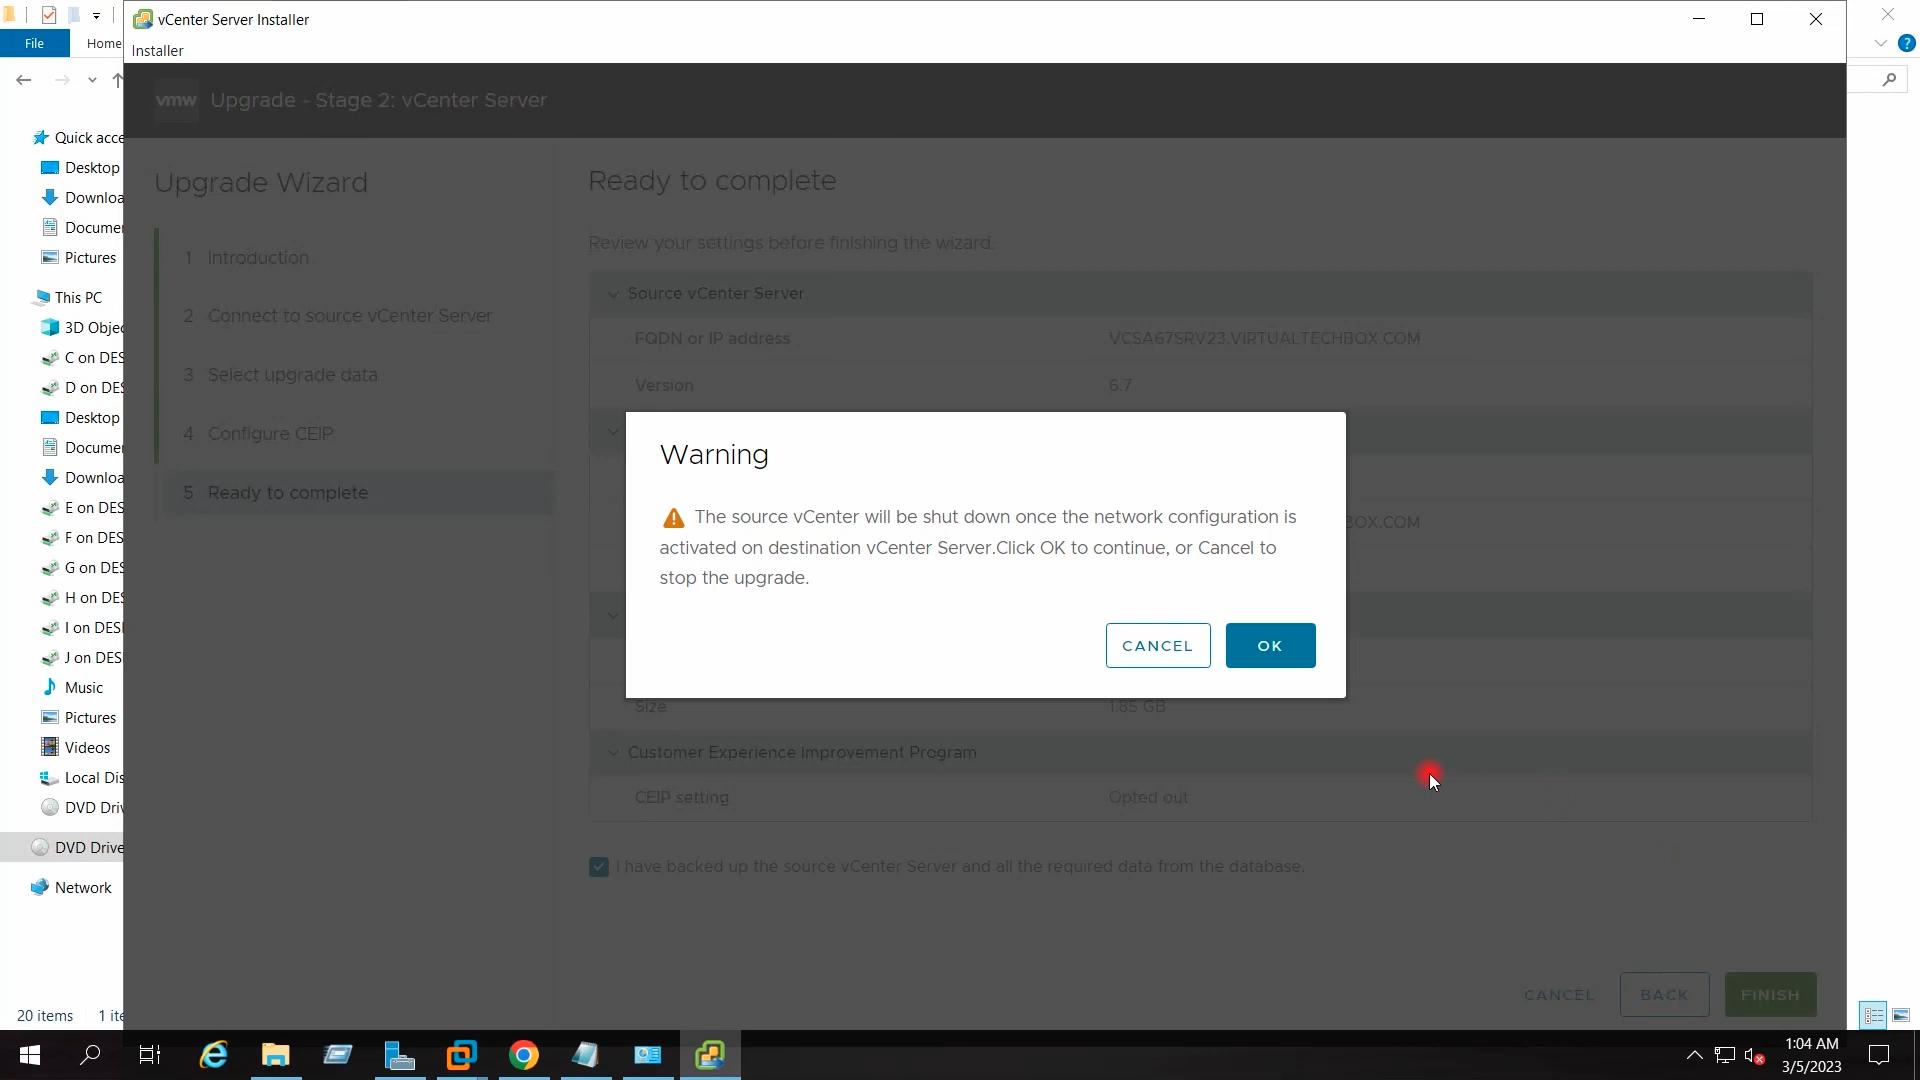 vCenter Server Installer
File
Home
Installer
vmw Upgrade - Stage 2: vCenter Server
Quick acce
Desktop
Downloa
Documen
Pictures
This PC
3D Objec
C on DES
D on DES
Desktop
Documen
Downloa
E on DES
F on DES
G on DES
H on DES
I on DESI
J on DES
Music
Pictures
Videos
Local Dis
DVD Driv
DVD Drive
Network
20 items 1 ite
Upgrade Wizard
1 Introduction
2 Connect to source vCenter Server
3 Select upgrade data
4 Configure CEIP
5 Ready to complete
Ready to complete
Review your settings before finishing the wizard.
Source vCenter Server
FQDN or IP address VCSA67SRV23.VIRTUALTECHBOX.COM
Version 6.7
BOX.COM
Warning
The source vCenter will be shut down once the network configuration is
activated on destination vCenter Server.Click OK to continue, or Cancel to
stop the upgrade.
CANCEL OK
Size 1.85 GB
Customer Experience Improvement Program
CEIP setting Opted out
I have backed up the source vCenter Server and all the required data from the database.
CANCEL BACK FINISH
1:04 AM
3/5/2023